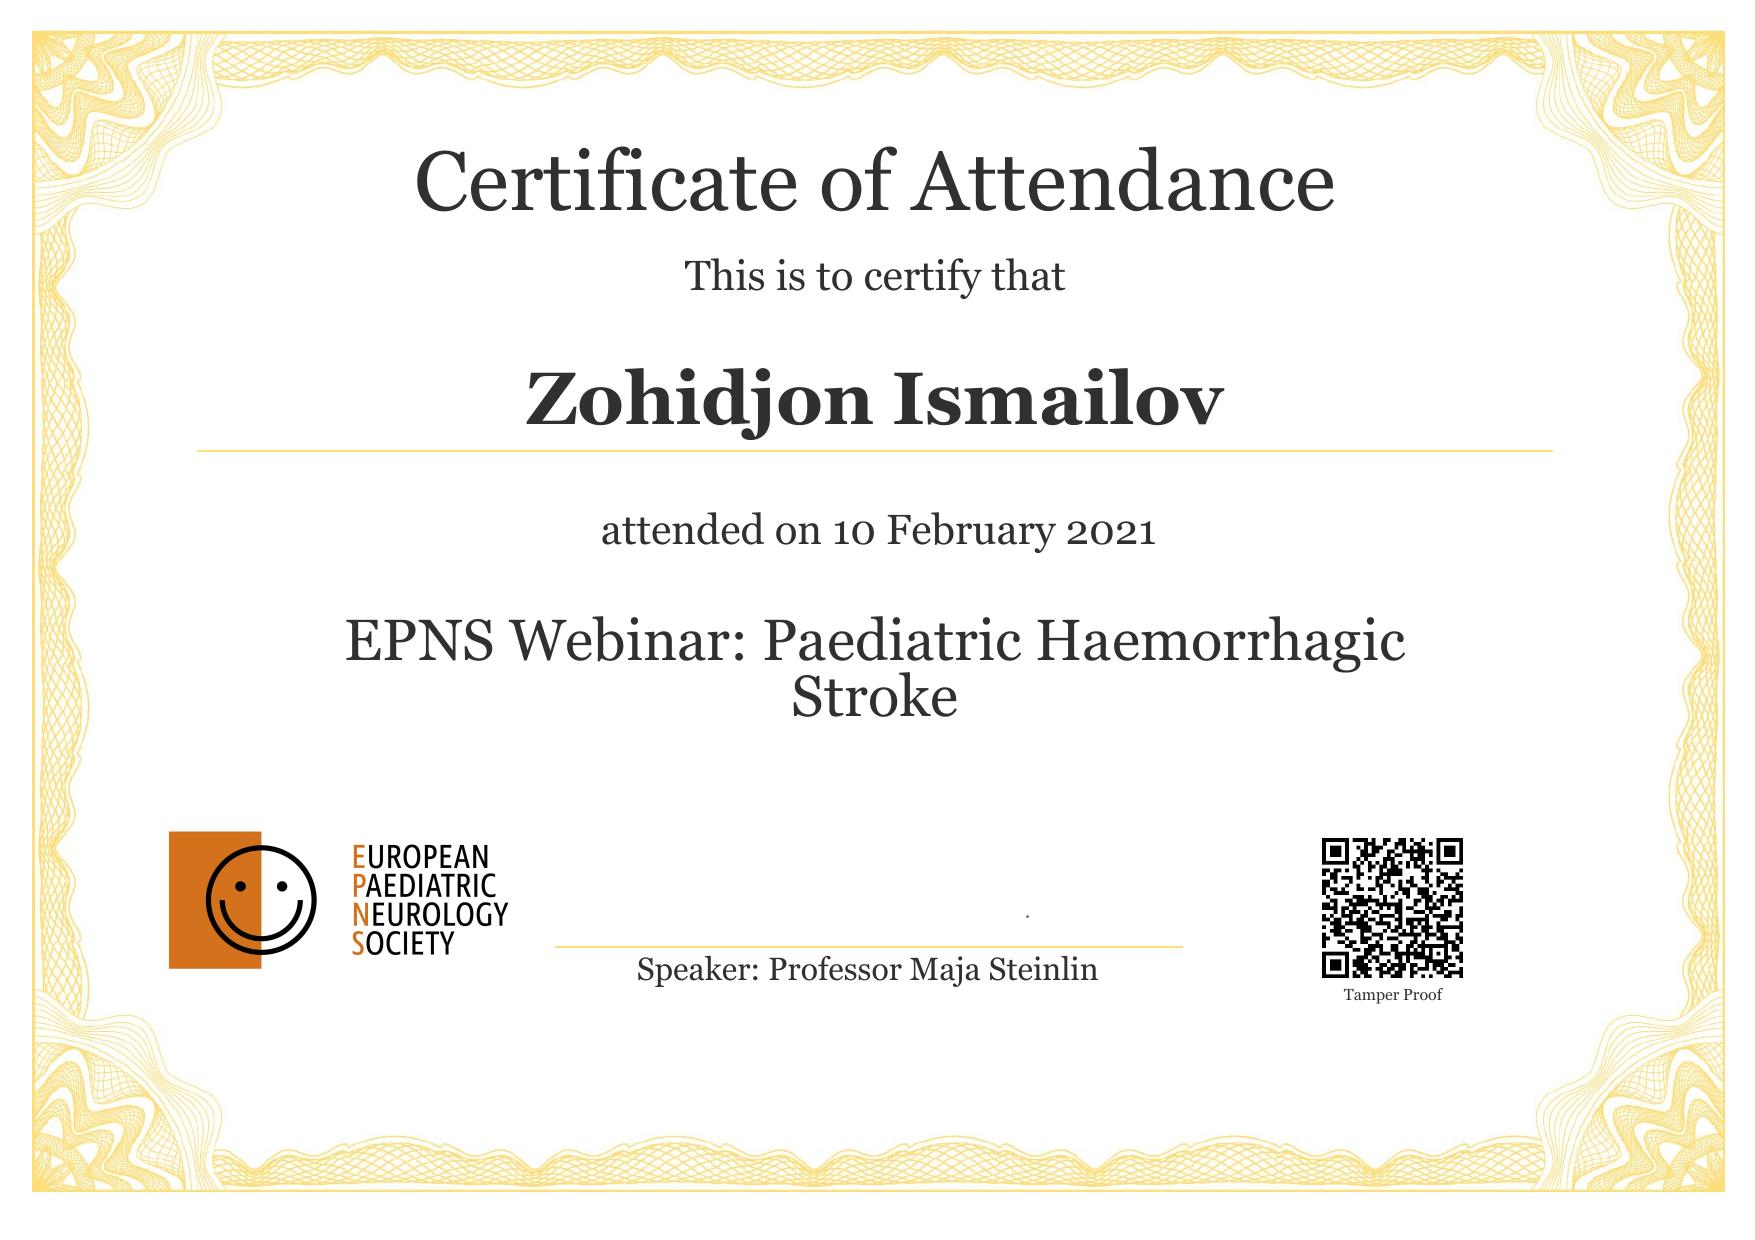 Certificate of Attendance
This is to certify that
Zohidjon Ismailov
attended on 10 February 2021
EPNS Webinar: Paediatric Haemorrhagic
Stroke
EUROPEAN
PAEDIATRIC
NEUROLOGY
SOCIETY
.
Speaker: Professor Maja Steinlin
Tamper Proof